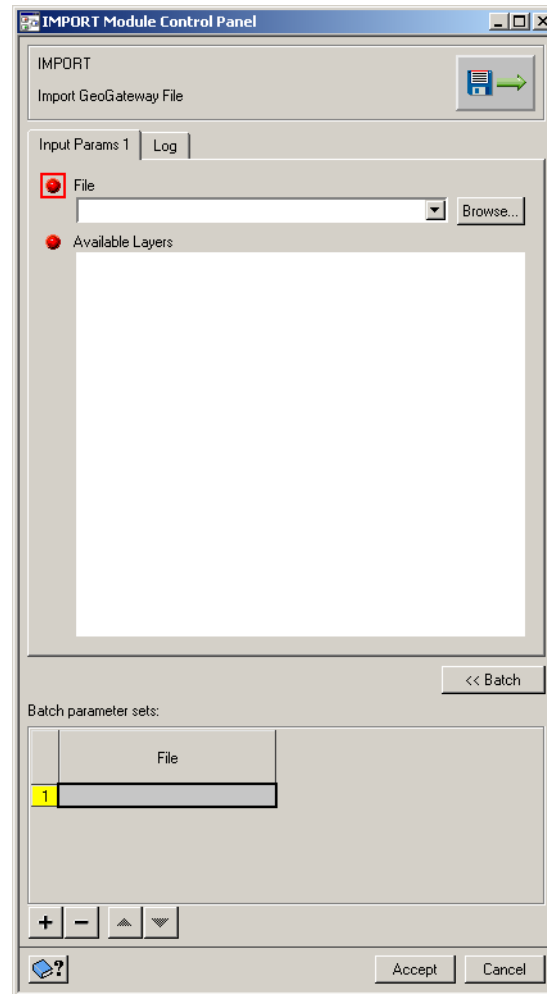 IMPORT Module Control Panel
IMPORT
Import GeoGateway File
Input Params 1
Log
File
Browse...
Available Layers
<< Batch
Batch parameter sets:
File
1
Accept
Cancel